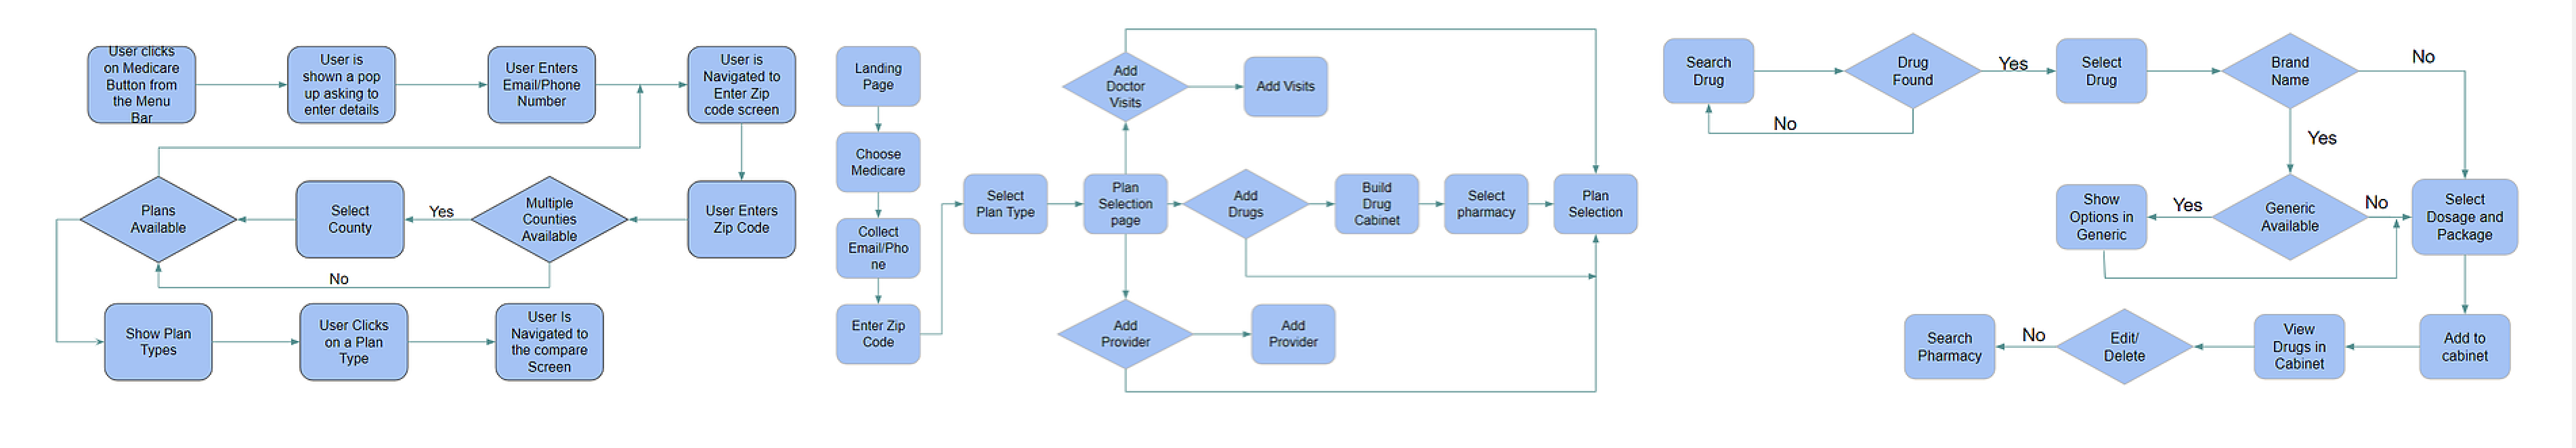 User clicks
on Medicare
Button from
the Menu
Bar
User is
shown a pop
up asking to
enter details
User Enters
Email/Phone
Number
User is
Navigated to
Enter Zip
code screen
Plans
Available
Select
County
Yes
Multiple
Counties
Available
User Enters
Zip Code
No
Show Plan
Types
User Clicks
on a Plan
Type
User Is
Navigated to
the compare
Screen
Landing
Page
Choose
Medicare
Collect
Email/Pho
ne
Enter Zip
Code
Select
Plan Type
Plan
Selection
page
Add
Doctor
Visits
Add Visits
Add
Drugs
Build
Drug
Cabinet
Select
pharmacy
Plan
Selection
Add
Provider
Add
Provider
Search
Drug
Drug
Found
Yes
No
Select
Drug
Brand
Name
No
Yes
Show
Options in
Generic
Yes
Generic
Available
No
Select
Dosage and
Package
Search
Pharmacy
No
Edit/
Delete
View
Drugs in
Cabinet
Add to
cabinet